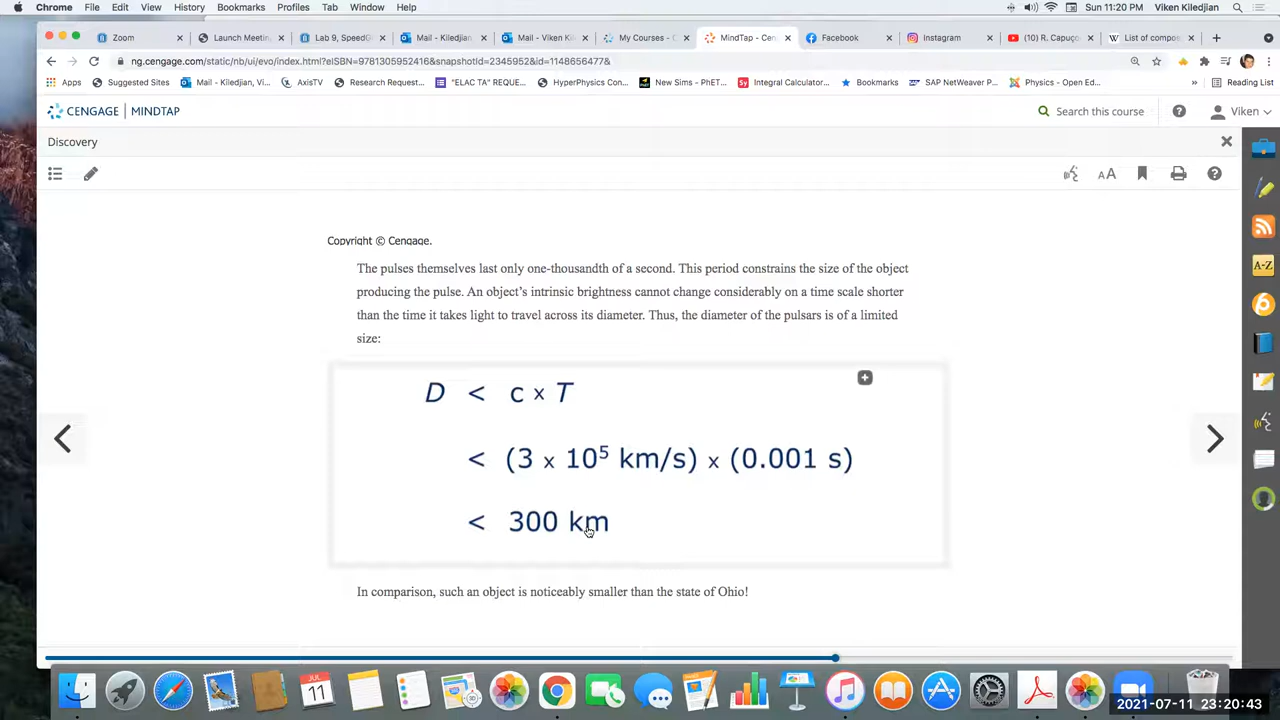 Chrome File Edit View History Bookmarks Profiles Tab Window Help Sun 11:20 PM Viken Kiledjian
Zoom Launch Meetin Lab 9, SpeedO Mail - Kiledjian Mail - Viken Ki My Courses - C MindTap - Cen Facebook Instagram (10) R. Capuço List of compos
ng.cengage.com/static/nb/ui/evo/index.html?eISBN=9781305952416&snapshotId=2345952&id=1148656477&
Apps Suggested Sites Mail - Kiledjian, Vi... AxisTV Research Request... "ELAC TA" REQUE... HyperPhysics Con... New Sims - PhET... Integral Calculator... Bookmarks SAP NetWeaver P... Physics - Open Ed... » Reading List
CENGAGE | MINDTAP Search this course Viken
Discovery
AA
A-Z
Copyright © Cengage.
The pulses themselves last only one-thousandth of a second. This period constrains the size of the object
producing the pulse. An object's intrinsic brightness cannot change considerably on a time scale shorter
than the time it takes light to travel across its diameter. Thus, the diameter of the pulsars is of a limited
size:
D < c x T
< (3 x 10⁵ km/s) x (0.001 s)
< 300 km
In comparison, such an object is noticeably smaller than the state of Ohio!
JUL
11
2021-07-11 23:20:43